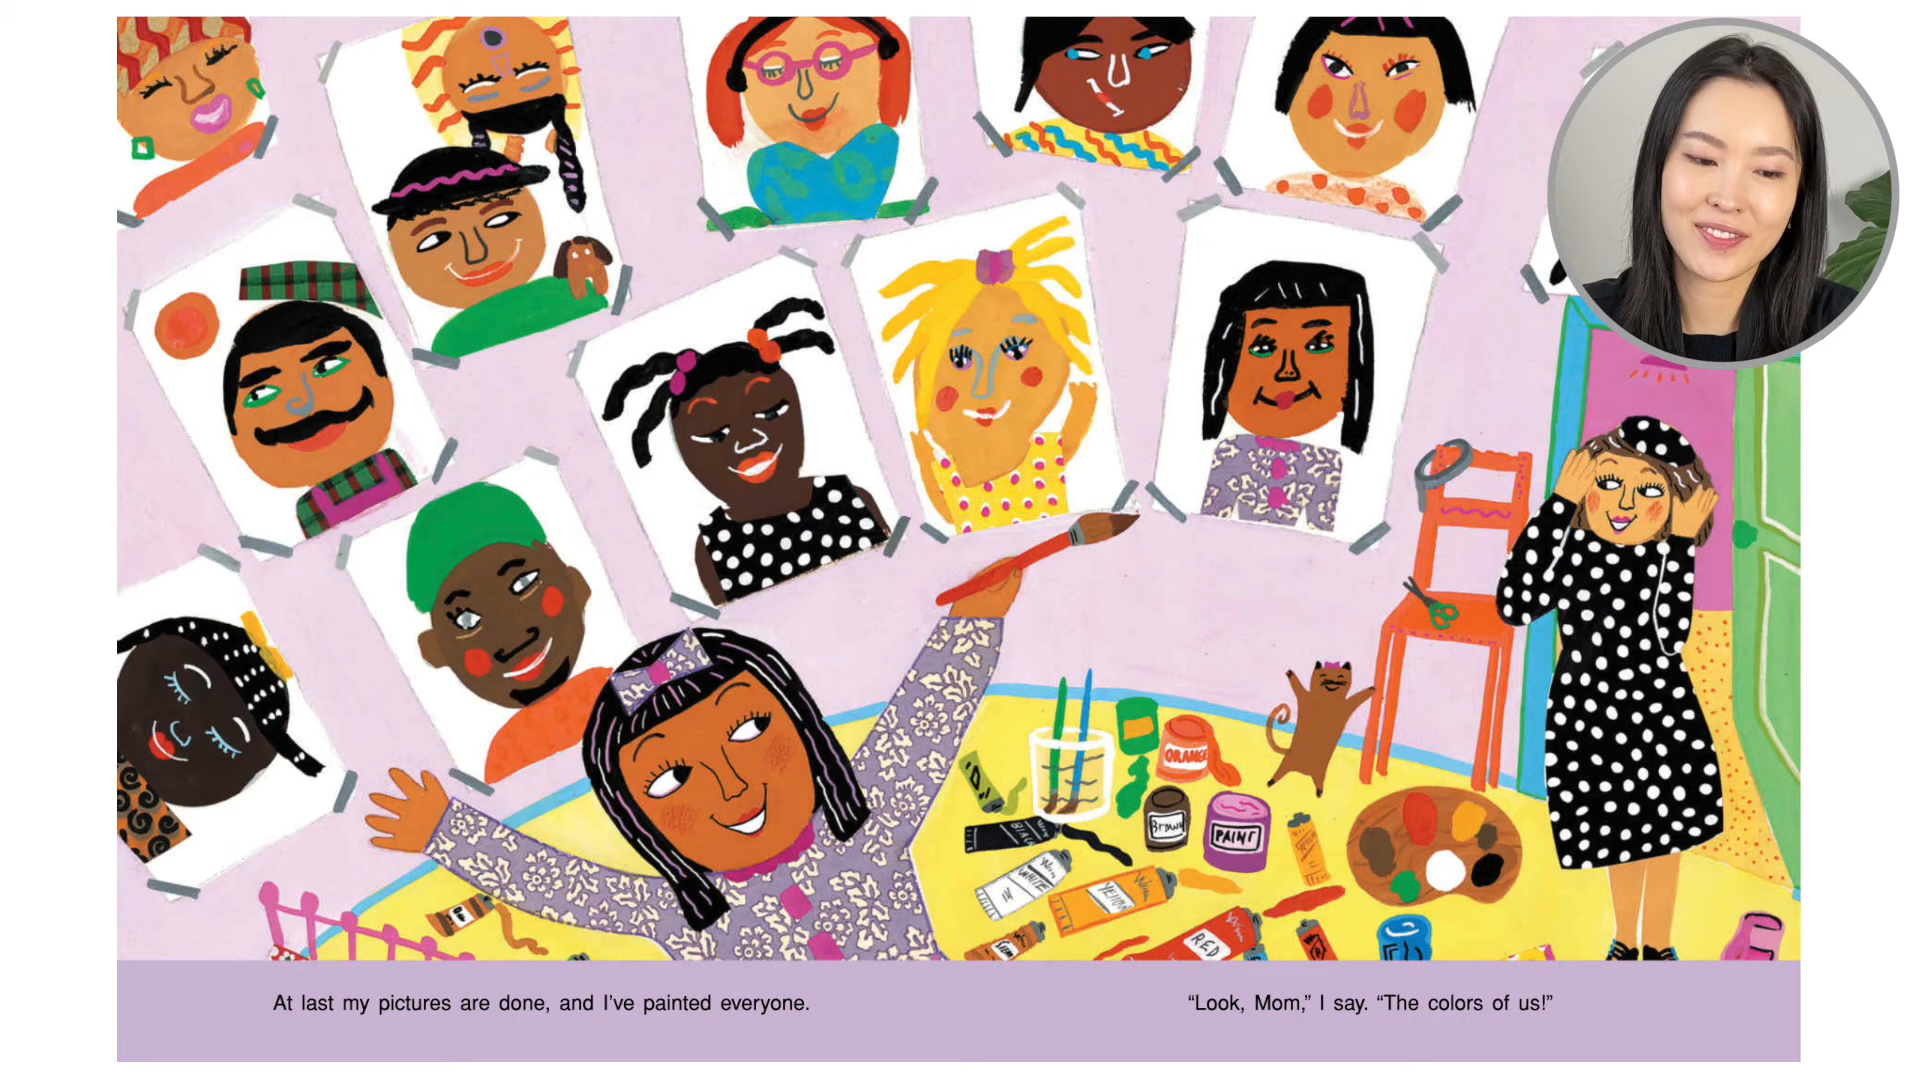 ORANGE
BLACK
Brown
PAINT
WHITE
YELLOW
RED
At last my pictures are done, and I’ve painted everyone.
“Look, Mom,” I say. “The colors of us!”